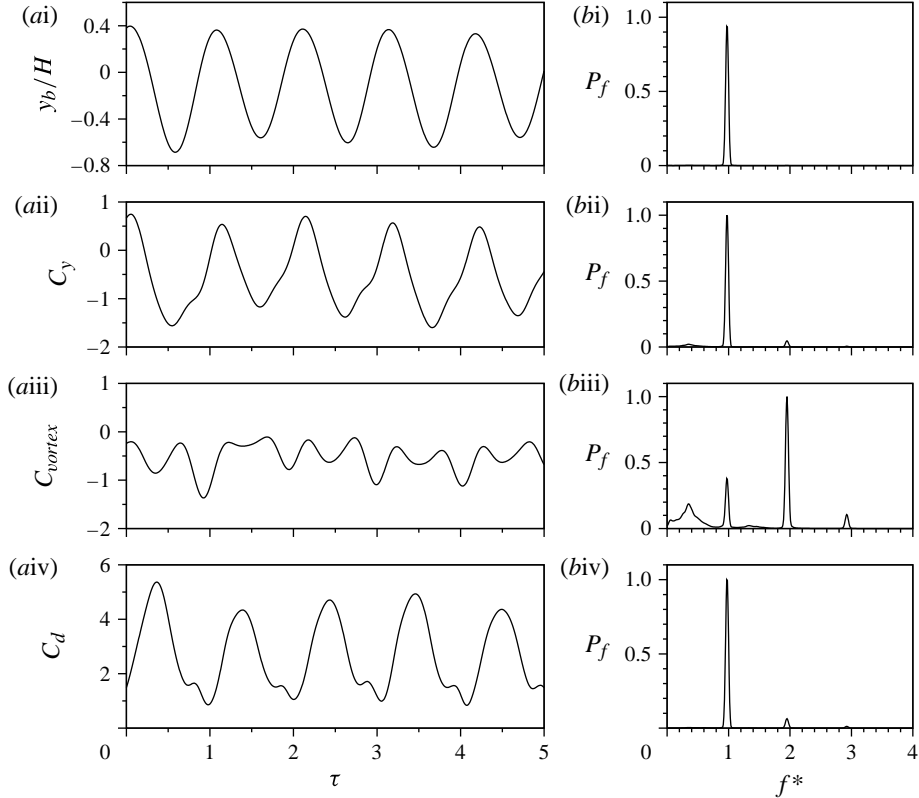 (ai)
0.4
0
−0.4
−0.8
y_b/H
(bi)
1.0
0.5
0
P_f
(aii)
1
0
−1
−2
C_y
(bii)
1.0
0.5
0
P_f
(aiii)
1
0
−1
−2
C_vortex
(biii)
1.0
0.5
0
P_f
(aiv)
6
4
2
C_d
0 1 2 3 4 5
τ
(biv)
1.0
0.5
P_f
0 1 2 3 4
f*